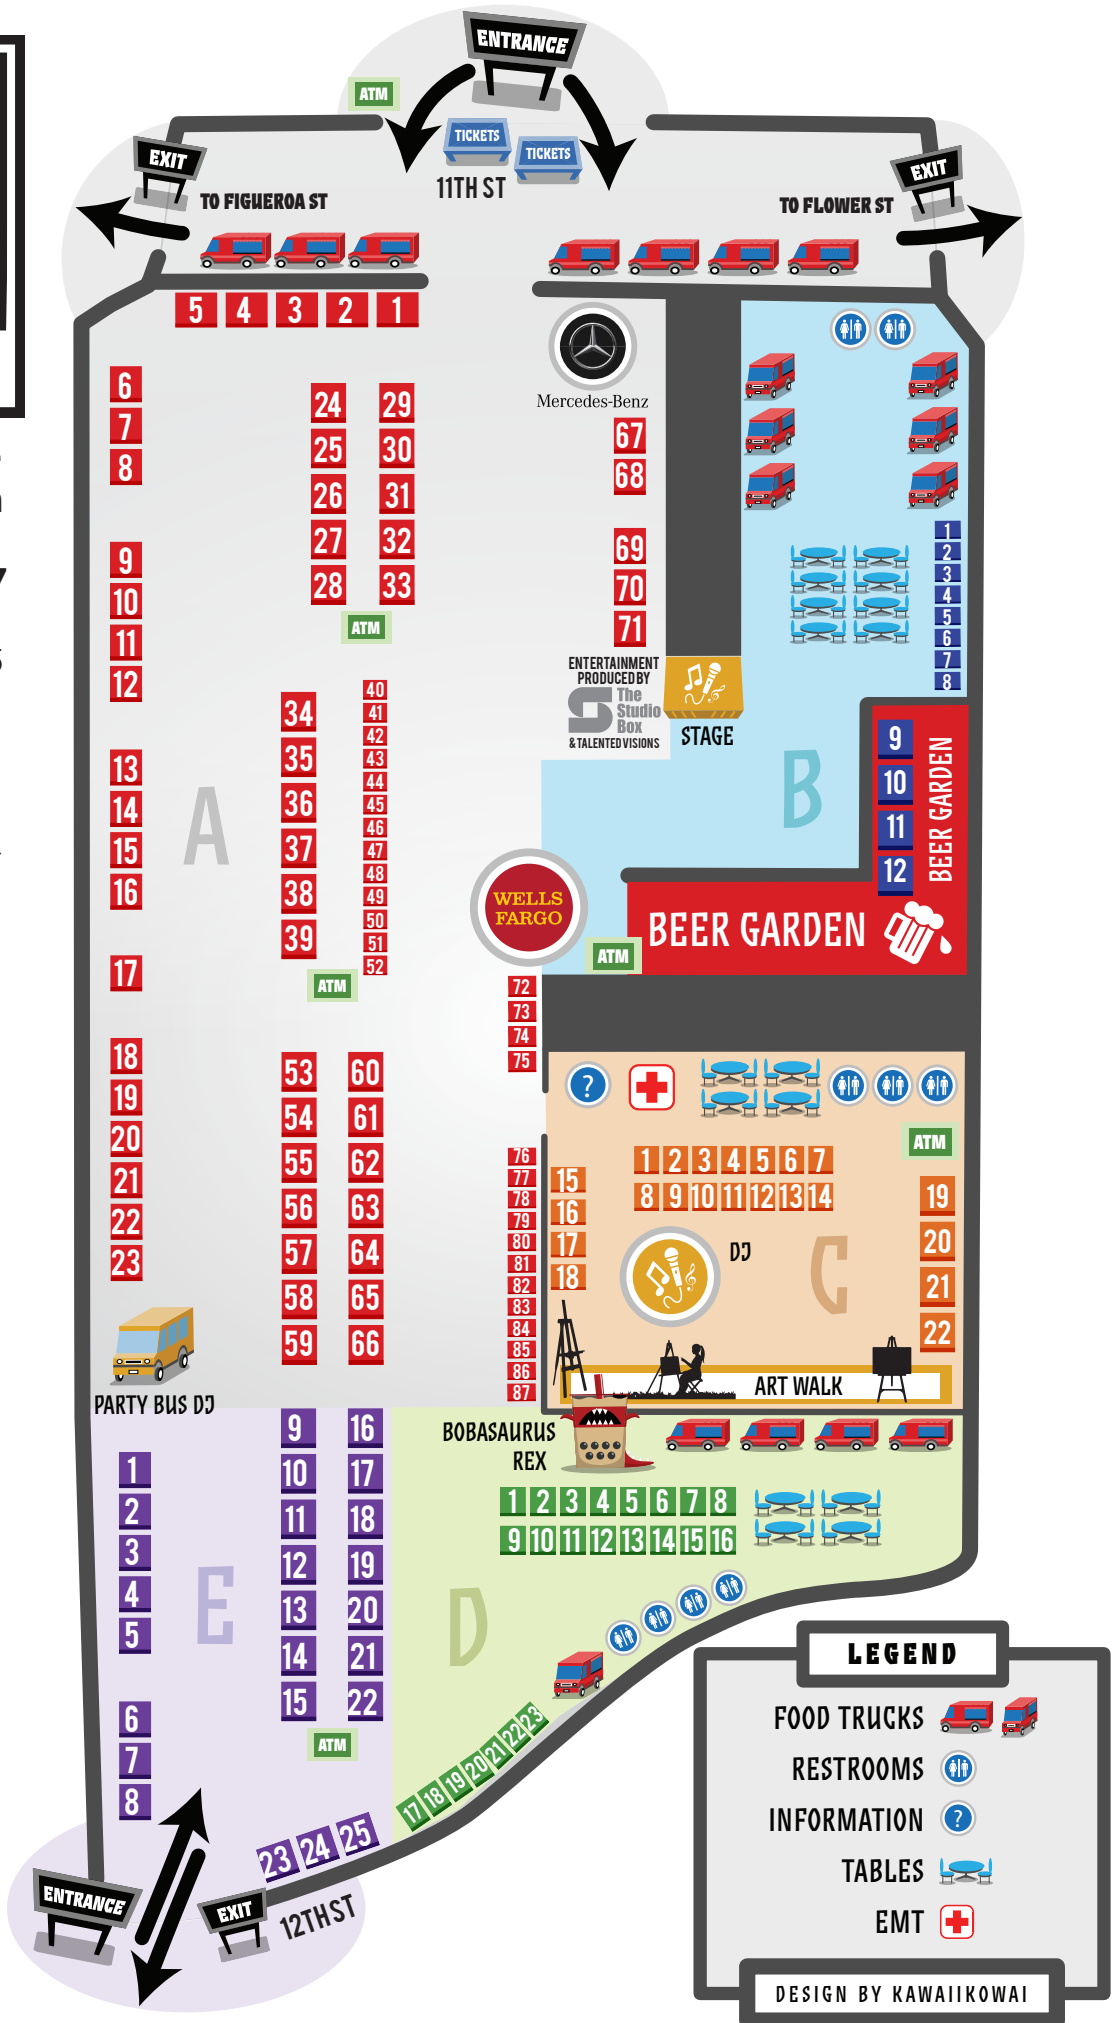 ENTRANCE
ATM
TICKETS
TICKETS
EXIT
EXIT
11TH ST
TO FIGUEROA ST
TO FLOWER ST
5 4 3 2 1
Mercedes-Benz
6
7
8
24 29
25 30
26 31
27 32
28 33
67
68
9
10
11
12
69
70
71
ATM
1
2
3
4
5
6
7
8
ENTERTAINMENT
PRODUCED BY
The
Studio
Box
& TALENTED VISIONS
STAGE
34
35
36
37
38
39
40
41
42
43
44
45
46
47
48
49
50
51
52
13
14
15
16
A
B
9
10
11
12
BEER GARDEN
WELLS
FARGO
BEER GARDEN
ATM
17
ATM
72
73
74
75
18
19
20
21
22
23
53 60
54 61
55 62
56 63
57 64
58 65
59 66
?
ATM
76
77
78
79
80
81
82
83
84
85
86
87
1 2 3 4 5 6 7
8 9 10 11 12 13 14
15
16
17
18
19
20
21
22
DJ
C
ART WALK
PARTY BUS DJ
BOBASAURUS
REX
1
2
3
4
5
6
7
8
9 16
10 17
11 18
12 19
13 20
14 21
15 22
E
ATM
1 2 3 4 5 6 7 8
9 10 11 12 13 14 15 16
D
17 18 19 20 21 22 23
23 24 25
ENTRANCE
EXIT
12TH ST
LEGEND
FOOD TRUCKS
RESTROOMS
INFORMATION ?
TABLES
EMT
DESIGN BY KAWAIIKOWAI